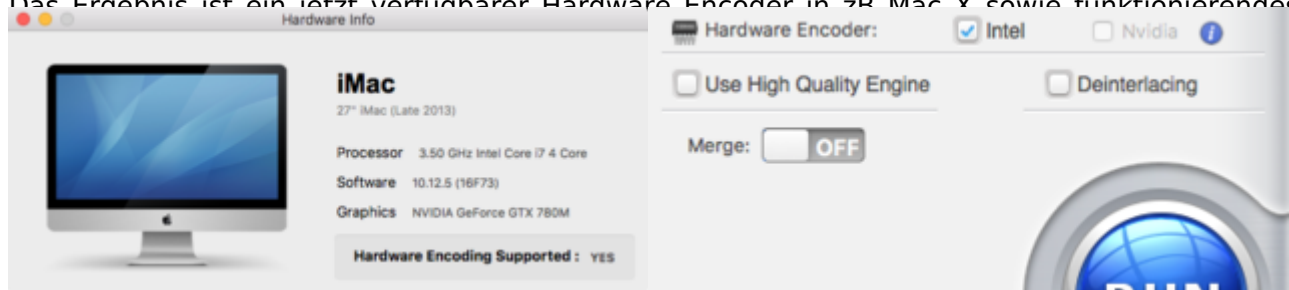 Das Ergebnis ist ein jetzt verfügbarer Hardware Encoder in zB Mac X sowie funktionierendes
Hardware Info
iMac
27" iMac (Late 2013)
Processor 3.50 GHz Intel Core i7 4 Core
Software 10.12.5 (16F73)
Graphics NVIDIA GeForce GTX 780M
Hardware Encoding Supported : YES
Hardware Encoder: Intel Nvidia i
Use High Quality Engine Deinterlacing
Merge: OFF
RUN